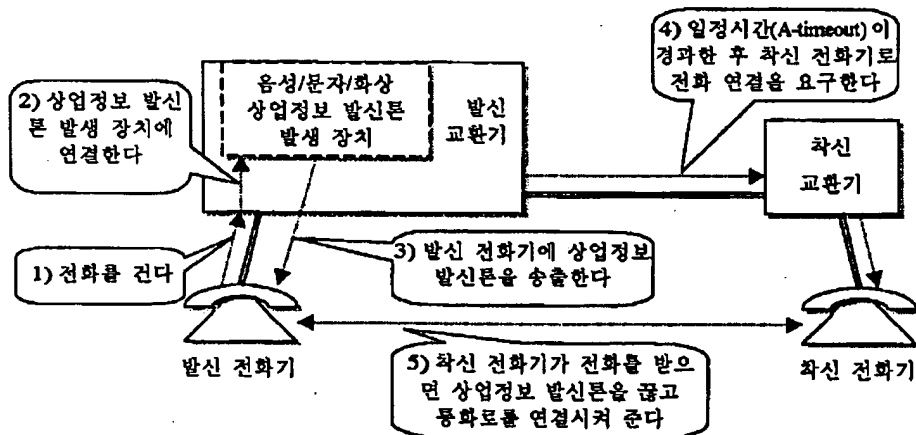 4) 일정시간(A-timeout) 이
경과한 후 착신 전화기로
전화 연결을 요구한다
음성/문자/화상
상업정보 발신톤
발생 장치
발신
교환기
2) 상업정보 발신
톤 발생 장치에
연결한다
착신
교환기
1) 전화를 건다
3) 발신 전화기에 상업정보
발신톤을 송출한다
발신 전화기
5) 착신 전화기가 전화를 받으
면 상업정보 발신톤을 끊고
통화로를 연결시켜 준다
착신 전화기